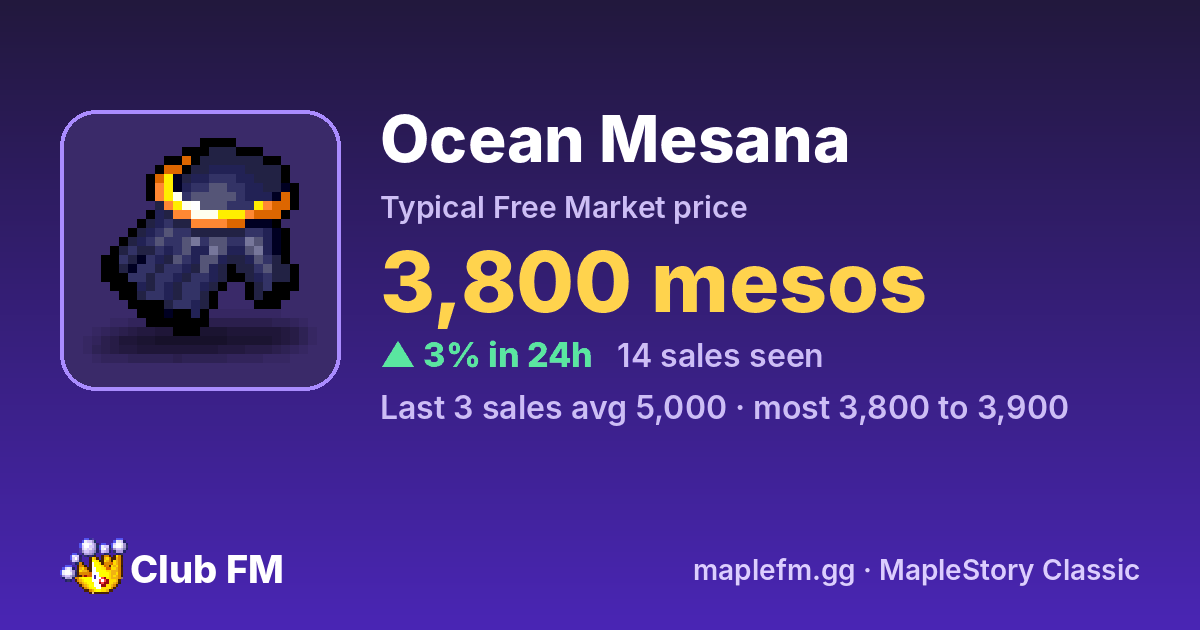 Ocean Mesana
Typical Free Market price
3,800 mesos
▲ 3% in 24h 14 sales seen
Last 3 sales avg 5,000 · most 3,800 to 3,900
Club FM
maplefm.gg · MapleStory Classic